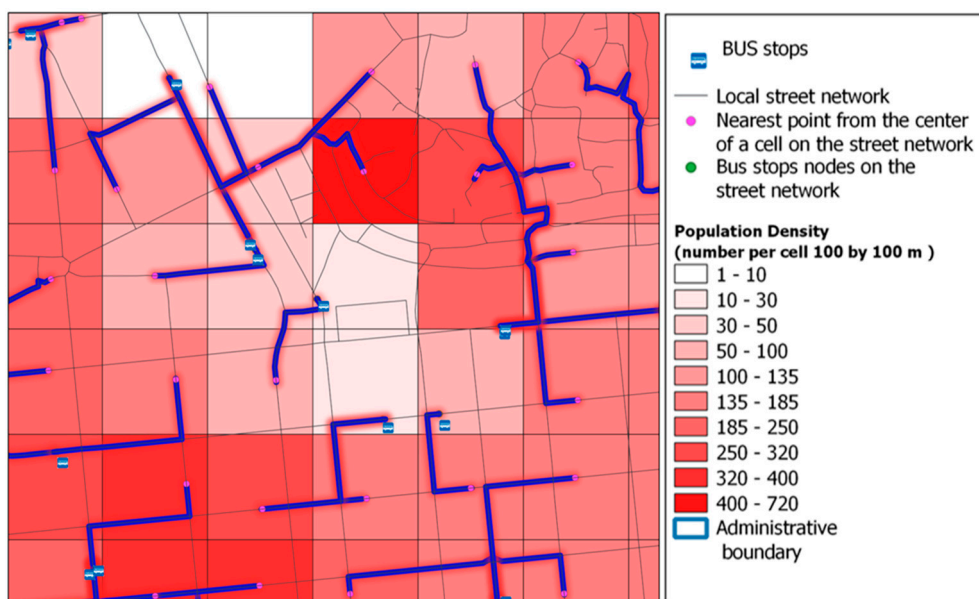 BUS stops
Local street network
Nearest point from the center
of a cell on the street network
Bus stops nodes on the
street network
Population Density
(number per cell 100 by 100 m )
1 - 10
10 - 30
30 - 50
50 - 100
100 - 135
135 - 185
185 - 250
250 - 320
320 - 400
400 - 720
Administrative
boundary